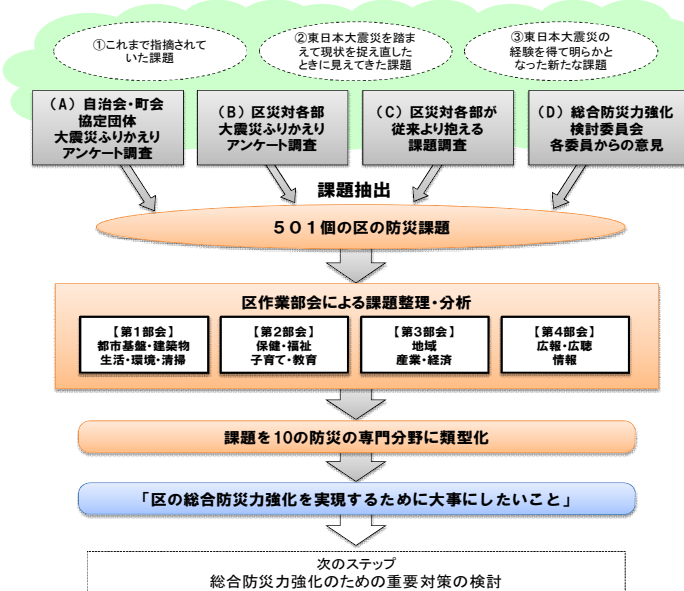 ①これまで指摘されて
いた課題
②東日本大震災を踏ま
えて現状を捉え直した
ときに見えてきた課題
③東日本大震災の
経験を得て明らかと
なった新たな課題
(A)自治会・町会
協定団体
大震災ふりかえり
アンケート調査
(B)区災対各部
大震災ふりかえり
アンケート調査
(C)区災対各部が
従来より抱える
課題調査
(D)総合防災力強化
検討委員会
各委員からの意見
課題抽出
501個の区の防災課題
区作業部会による課題整理・分析
【第1部会】
都市基盤・建築物
生活・環境・清掃
【第2部会】
保健・福祉
子育て・教育
【第3部会】
地域
産業・経済
【第4部会】
広報・広聴
情報
課題を10の防災の専門分野に類型化
「区の総合防災力強化を実現するために大事にしたいこと」
次のステップ
総合防災力強化のための重要対策の検討